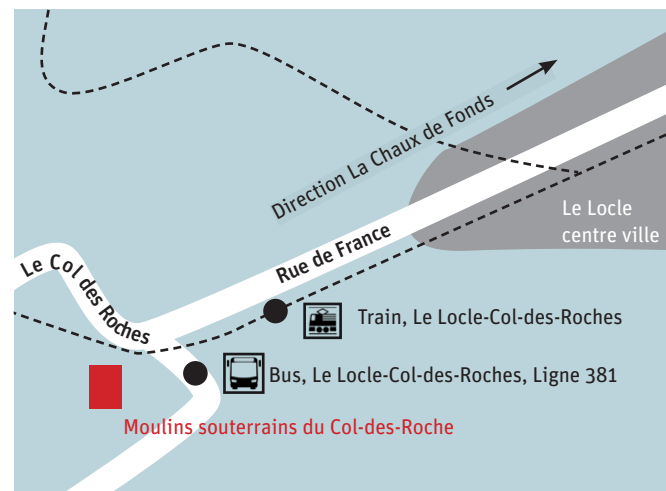 Direction La Chaux de Fonds
Le Locle
centre ville
Rue de France
Le Col des Roches
Train, Le Locle-Col-des-Roches
Bus, Le Locle-Col-des-Roches, Ligne 381
Moulins souterrains du Col-des-Roche